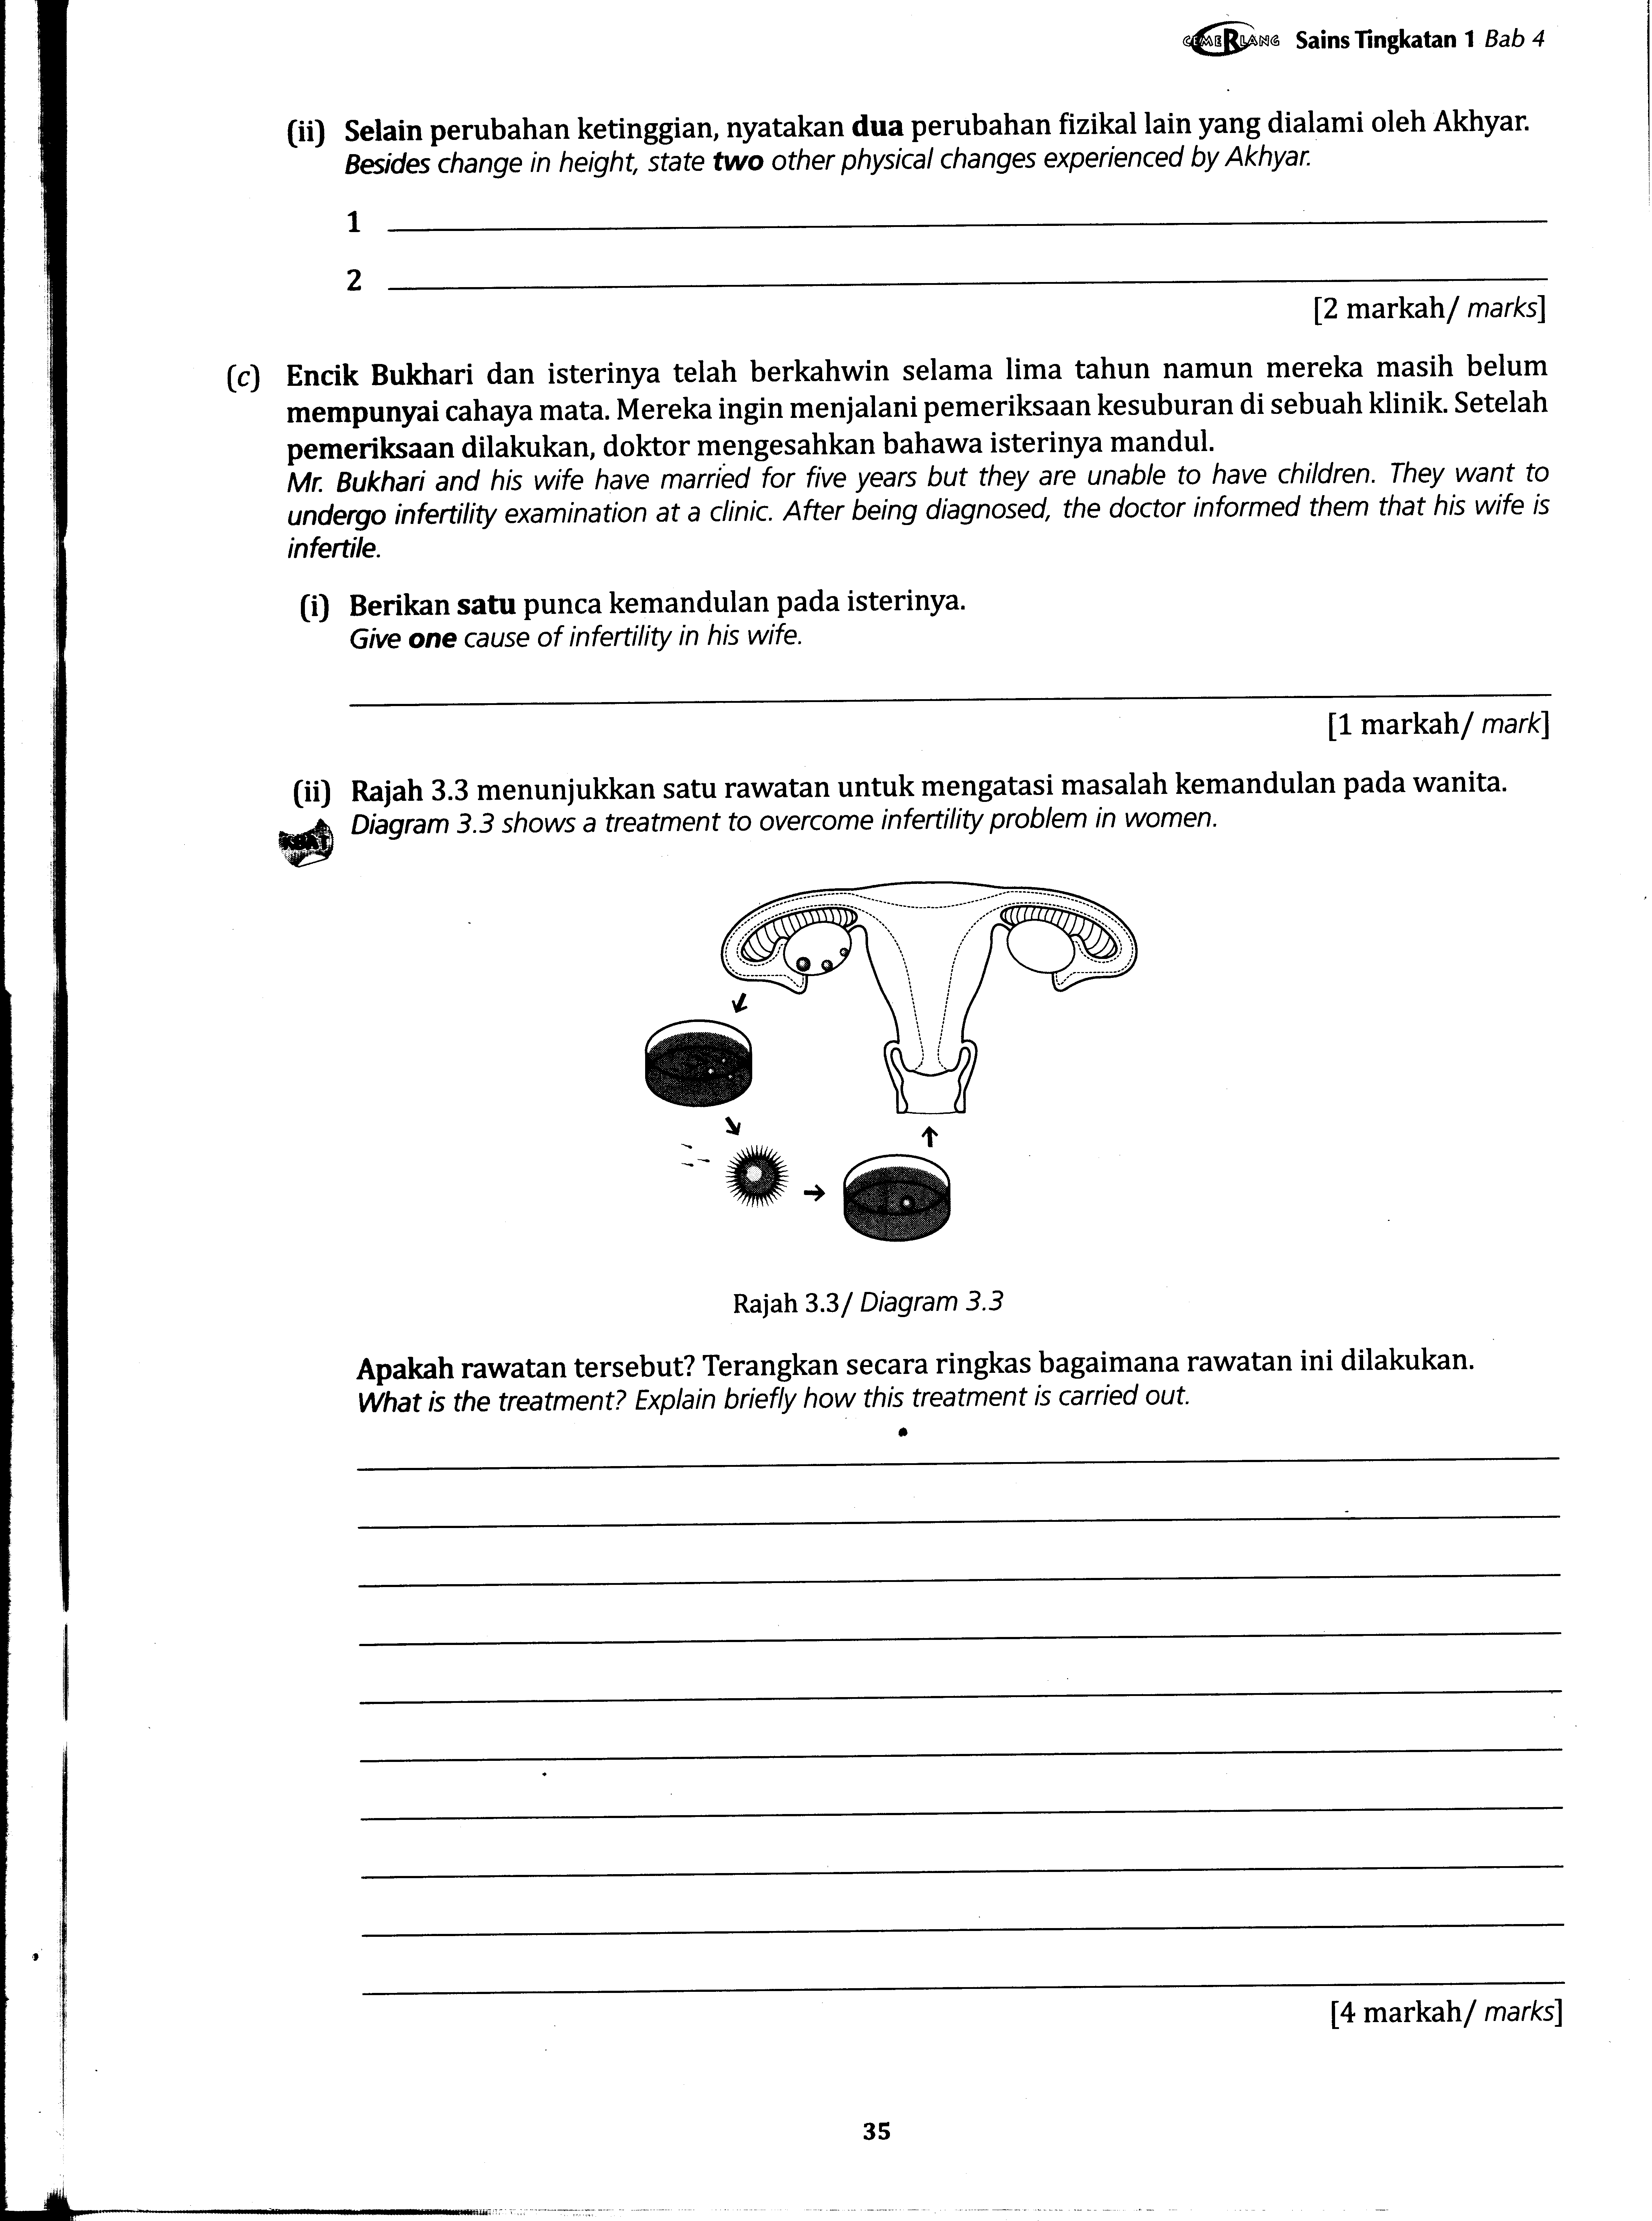 CEMERLANG Sains Tingkatan 1 Bab 4
(ii) Selain perubahan ketinggian, nyatakan dua perubahan fizikal lain yang dialami oleh Akhyar.
Besides change in height, state two other physical changes experienced by Akhyar.
1
2
[2 markah/ marks]
(c) Encik Bukhari dan isterinya telah berkahwin selama lima tahun namun mereka masih belum
mempunyai cahaya mata. Mereka ingin menjalani pemeriksaan kesuburan di sebuah klinik. Setelah
pemeriksaan dilakukan, doktor mengesahkan bahawa isterinya mandul.
Mr. Bukhari and his wife have married for five years but they are unable to have children. They want to
undergo infertility examination at a clinic. After being diagnosed, the doctor informed them that his wife is
infertile.
(i) Berikan satu punca kemandulan pada isterinya.
Give one cause of infertility in his wife.
[1 markah/ mark]
(ii) Rajah 3.3 menunjukkan satu rawatan untuk mengatasi masalah kemandulan pada wanita.
KBAT Diagram 3.3 shows a treatment to overcome infertility problem in women.
Rajah 3.3/ Diagram 3.3
Apakah rawatan tersebut? Terangkan secara ringkas bagaimana rawatan ini dilakukan.
What is the treatment? Explain briefly how this treatment is carried out.
[4 markah/ marks]
35